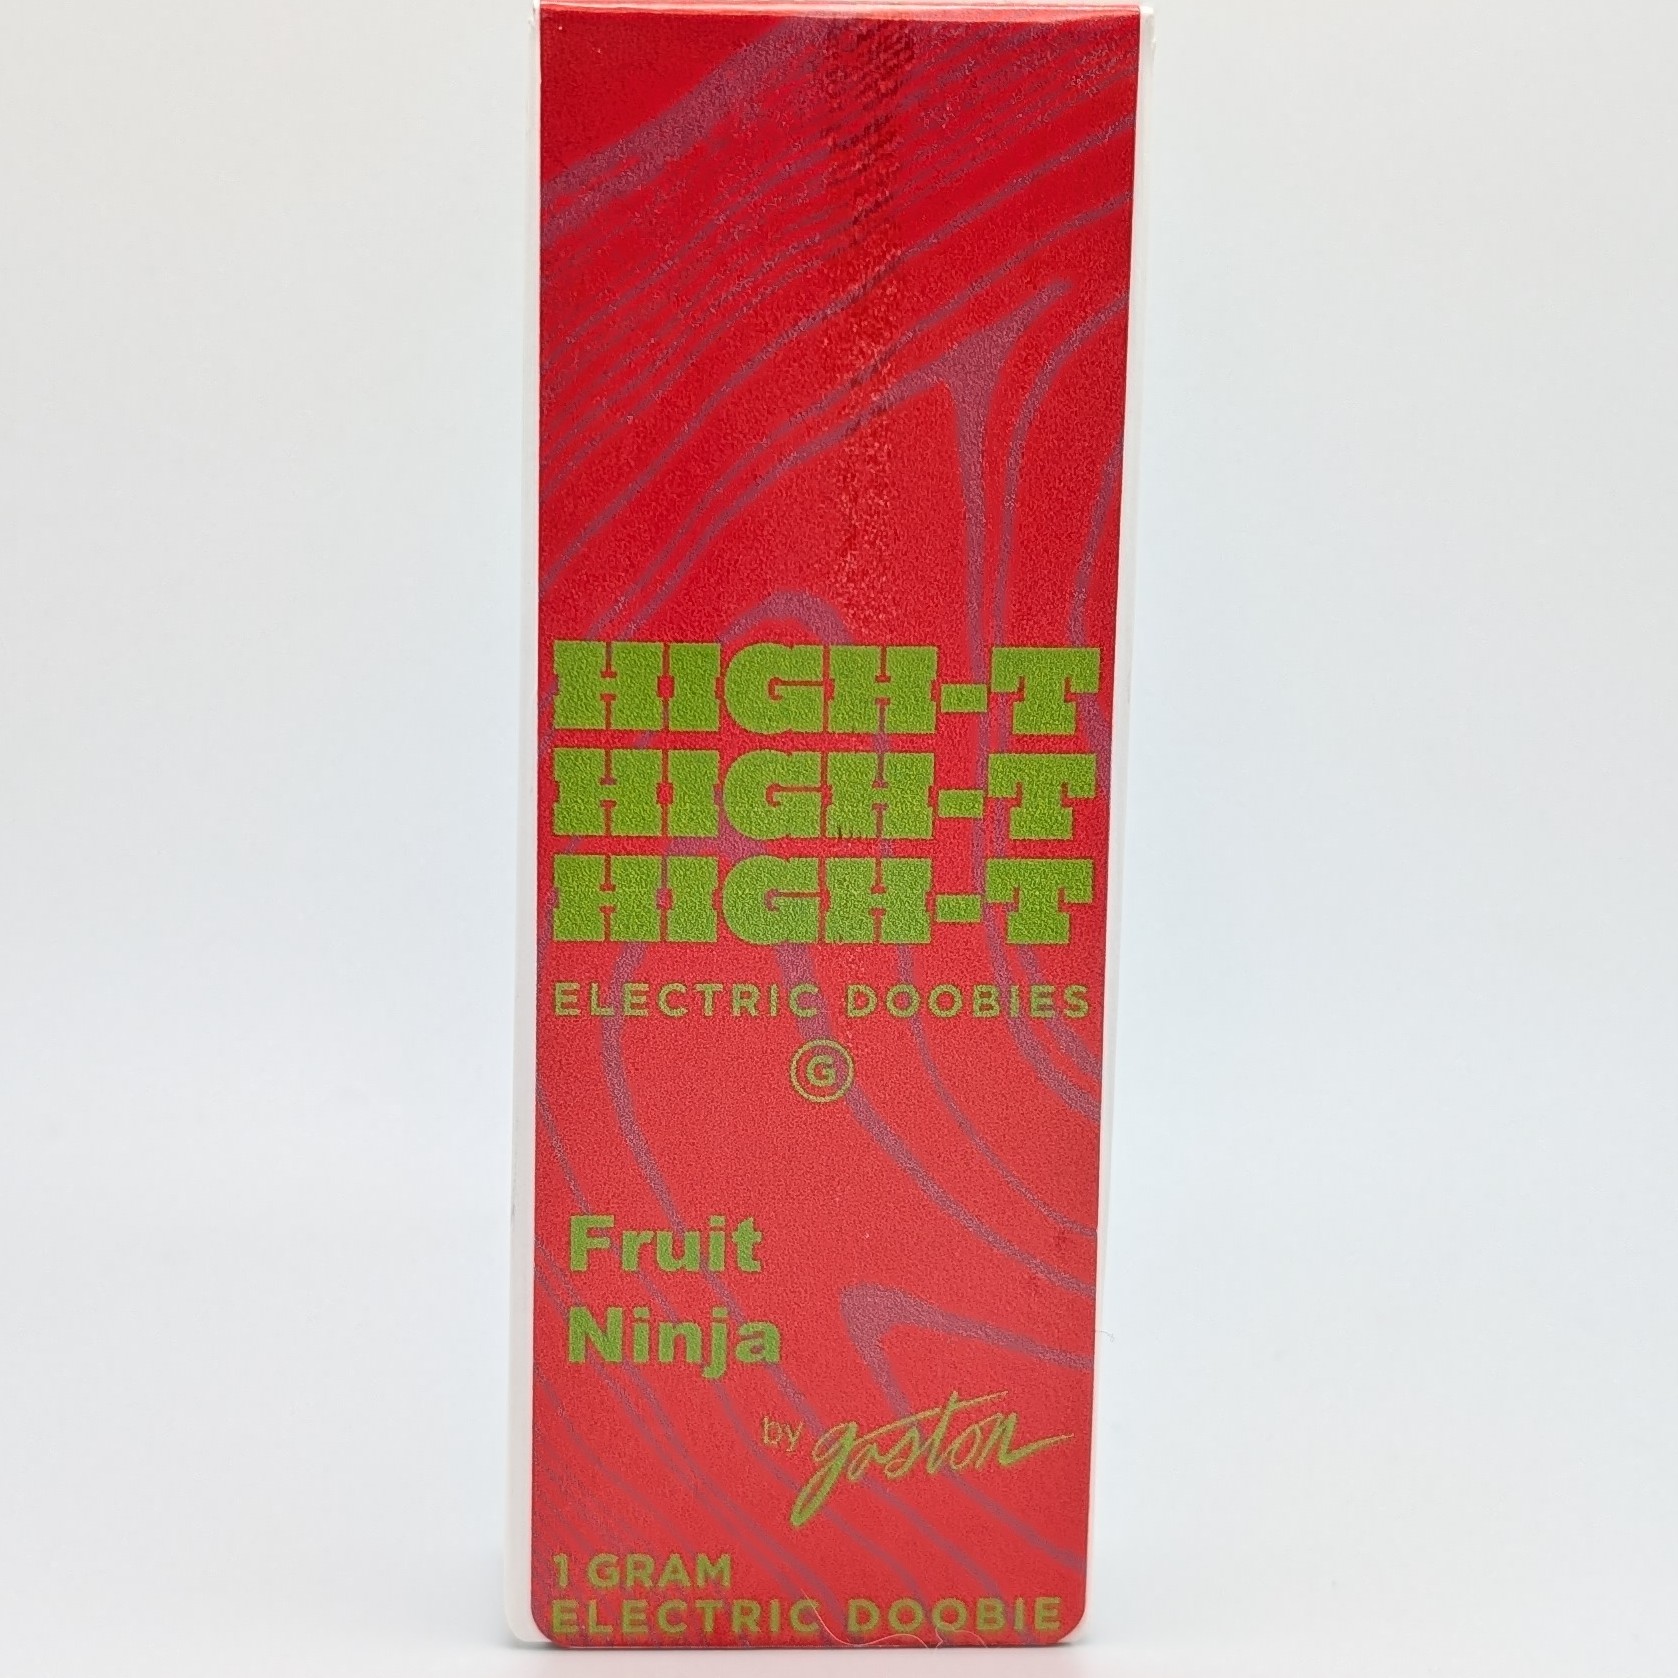 HIGH-T
HIGH-T
HIGH-T
ELECTRIC DOOBIES
G
Fruit
Ninja
by gaston
1 GRAM
ELECTRIC DOOBIE